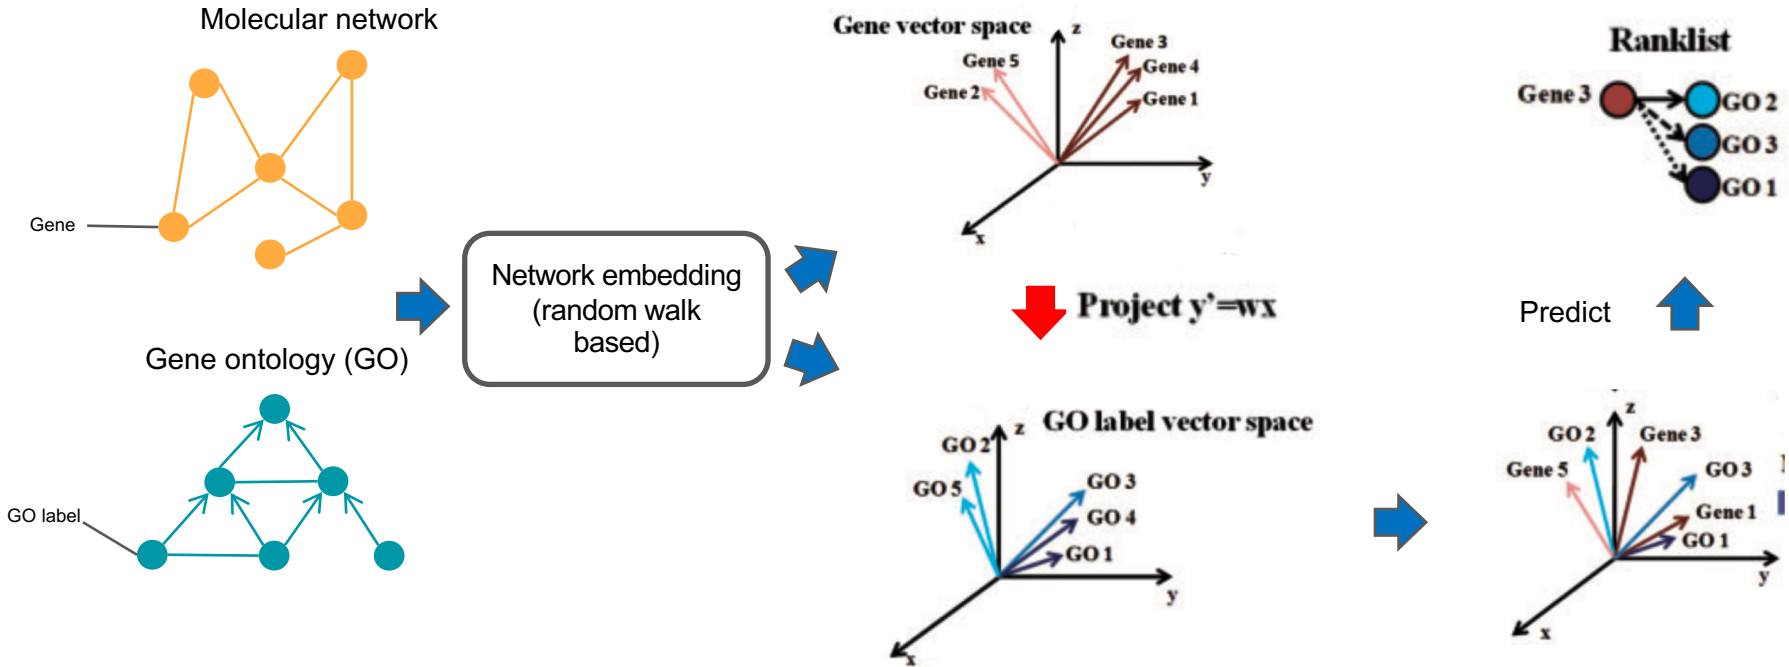 Molecular network
Gene
Gene ontology (GO)
GO label
Network embedding
(random walk
based)
Gene vector space
z
Gene 3
Gene 5
Gene 4
Gene 2
Gene 1
y
x
Project y'=wx
GO label vector space
z
GO 2
GO 5
GO 3
GO 4
GO 1
y
x
Ranklist
Gene 3
GO 2
GO 3
GO 1
Predict
z
GO 2
Gene 3
Gene 5
GO 3
Gene 1
GO 1
y
x